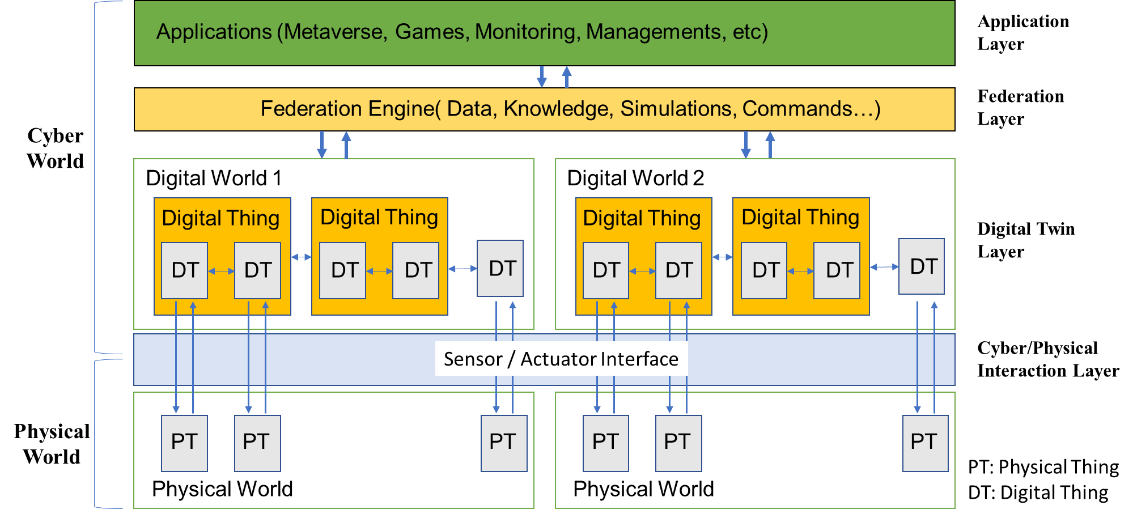 Applications (Metaverse, Games, Monitoring, Managements, etc)
Application
Layer
Federation Engine( Data, Knowledge, Simulations, Commands…)
Federation
Layer
Cyber
World
Digital World 1
Digital Thing
Digital Thing
DT
DT
DT
DT
DT
Digital World 2
Digital Thing
Digital Thing
DT
DT
DT
DT
DT
Digital Twin
Layer
Sensor / Actuator Interface
Cyber/Physical
Interaction Layer
Physical
World
PT
PT
PT
Physical World
PT
PT
PT
Physical World
PT: Physical Thing
DT: Digital Thing